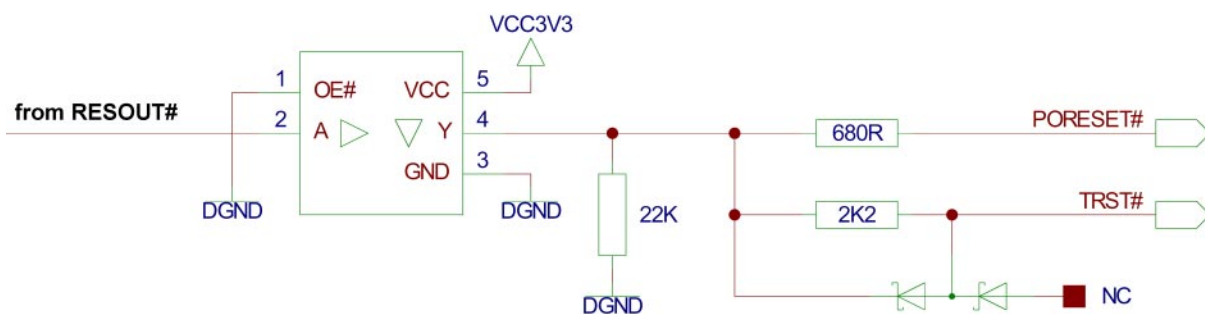 VCC3V3
1 OE# VCC 5
from RESOUT#
2 A Y 4
680R
PORESET#
GND 3
DGND
DGND
22K
2K2
TRST#
DGND
NC